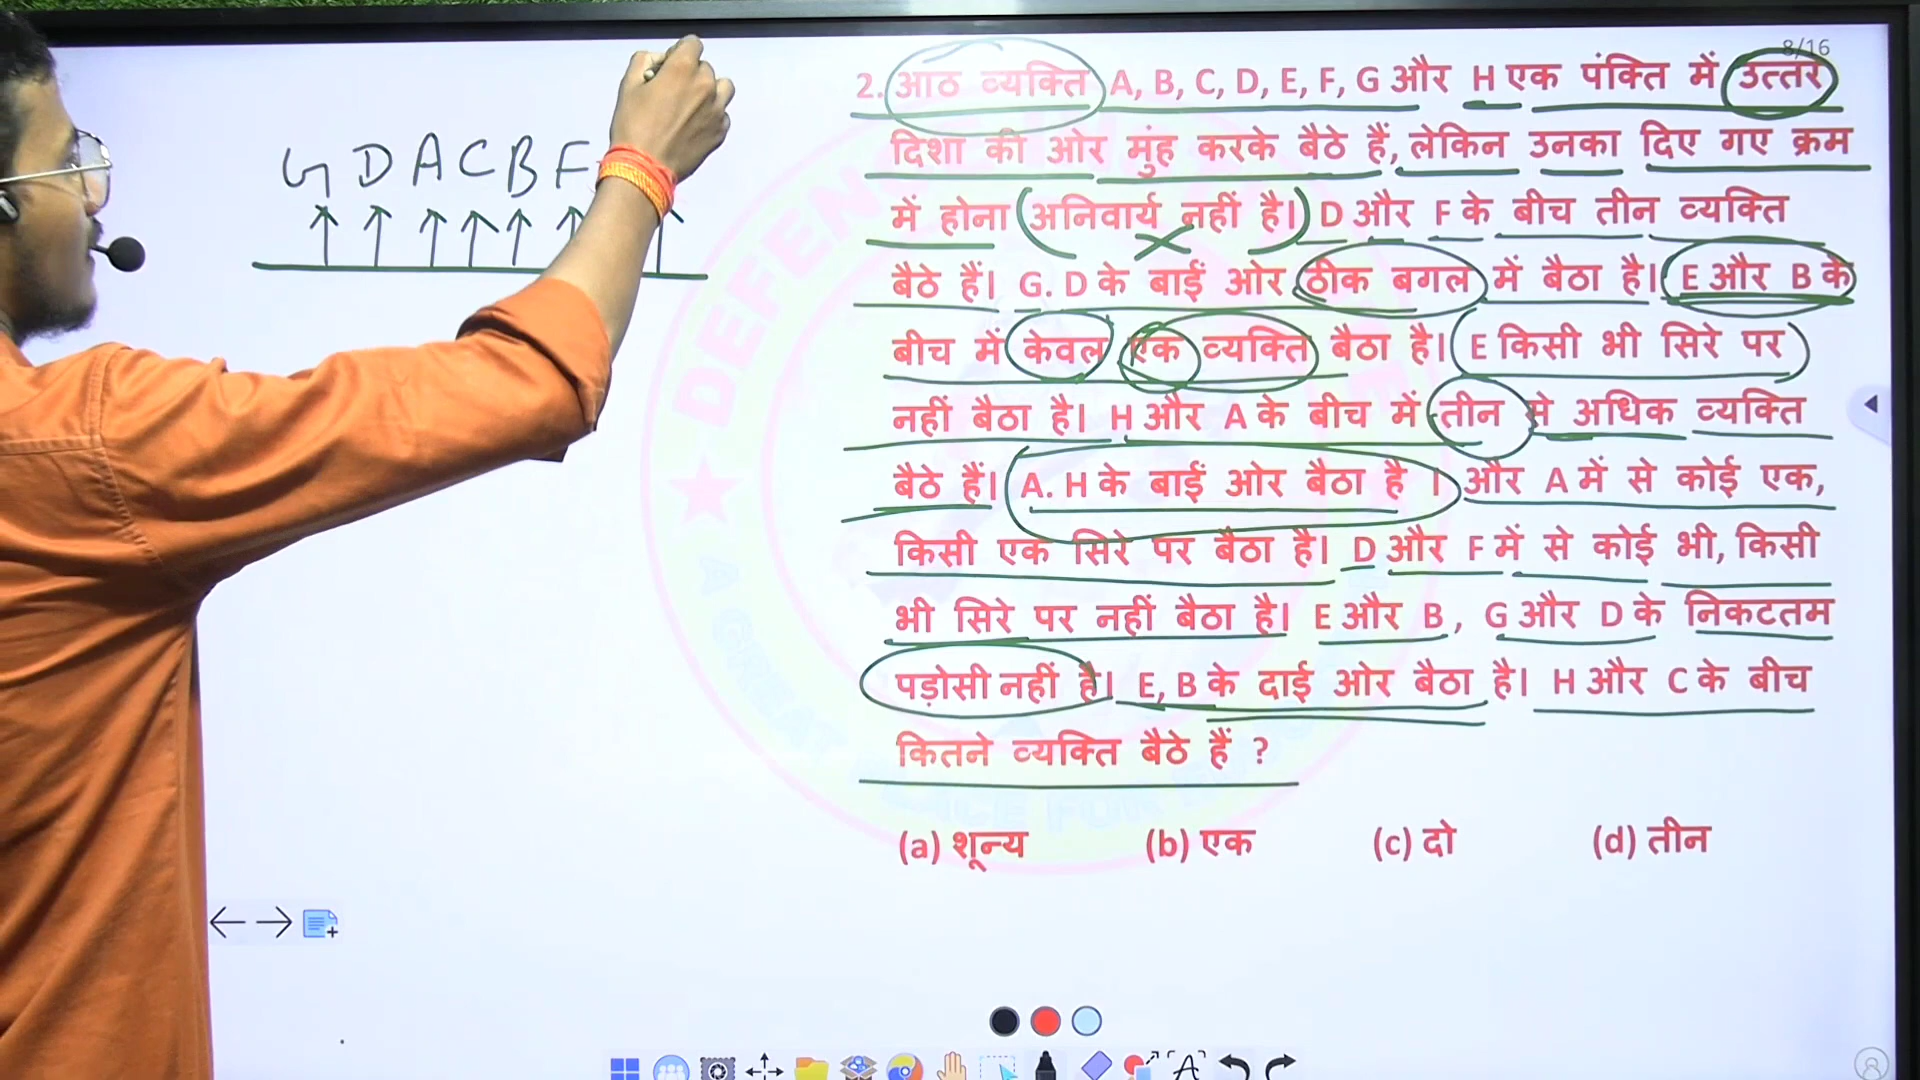 8/16
2. आठ व्यक्ति A, B, C, D, E, F, G और H एक पंक्ति में उत्तर
दिशा की ओर मुंह करके बैठे हैं, लेकिन उनका दिए गए क्रम
में होना (अनिवार्य नहीं है।) D और F के बीच तीन व्यक्ति
बैठे हैं। G. D के बाईं ओर ठीक बगल में बैठा है। E और B के
बीच में केवल एक व्यक्ति बैठा है। (E किसी भी सिरे पर)
नहीं बैठा है। H और A के बीच में तीन से अधिक व्यक्ति
बैठे हैं। A. H के बाईं ओर बैठा है । और A में से कोई एक,
किसी एक सिरे पर बैठा है। D और F में से कोई भी, किसी
भी सिरे पर नहीं बैठा है। E और B, G और D के निकटतम
पड़ोसी नहीं है। E, B के दाई ओर बैठा है। H और C के बीच
कितने व्यक्ति बैठे हैं ?
(a) शून्य (b) एक (c) दो (d) तीन
G D A C B F
DEFEN
A GREAT